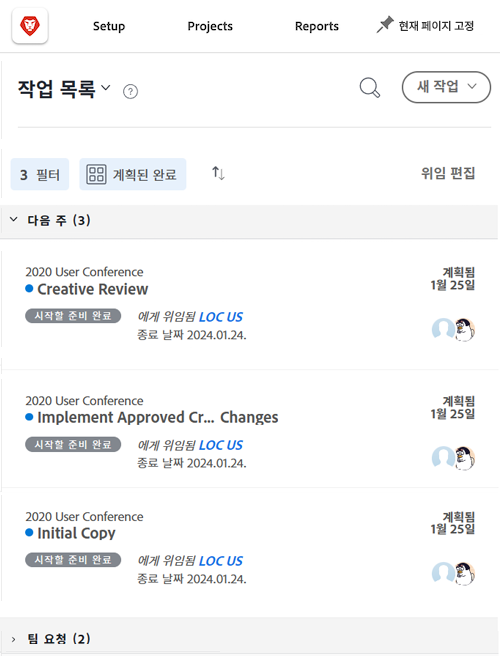 Setup Projects Reports 현재 페이지 고정
작업 목록 ? 새 작업
3 필터 계획된 완료 위임 편집
다음 주 (3)
2020 User Conference 계획됨
Creative Review 1월 25일
시작할 준비 완료 에게 위임됨 LOC US
종료 날짜 2024.01.24.
2020 User Conference 계획됨
Implement Approved Cr... Changes 1월 25일
시작할 준비 완료 에게 위임됨 LOC US
종료 날짜 2024.01.24.
2020 User Conference 계획됨
Initial Copy 1월 25일
시작할 준비 완료 에게 위임됨 LOC US
종료 날짜 2024.01.24.
팀 요청 (2)